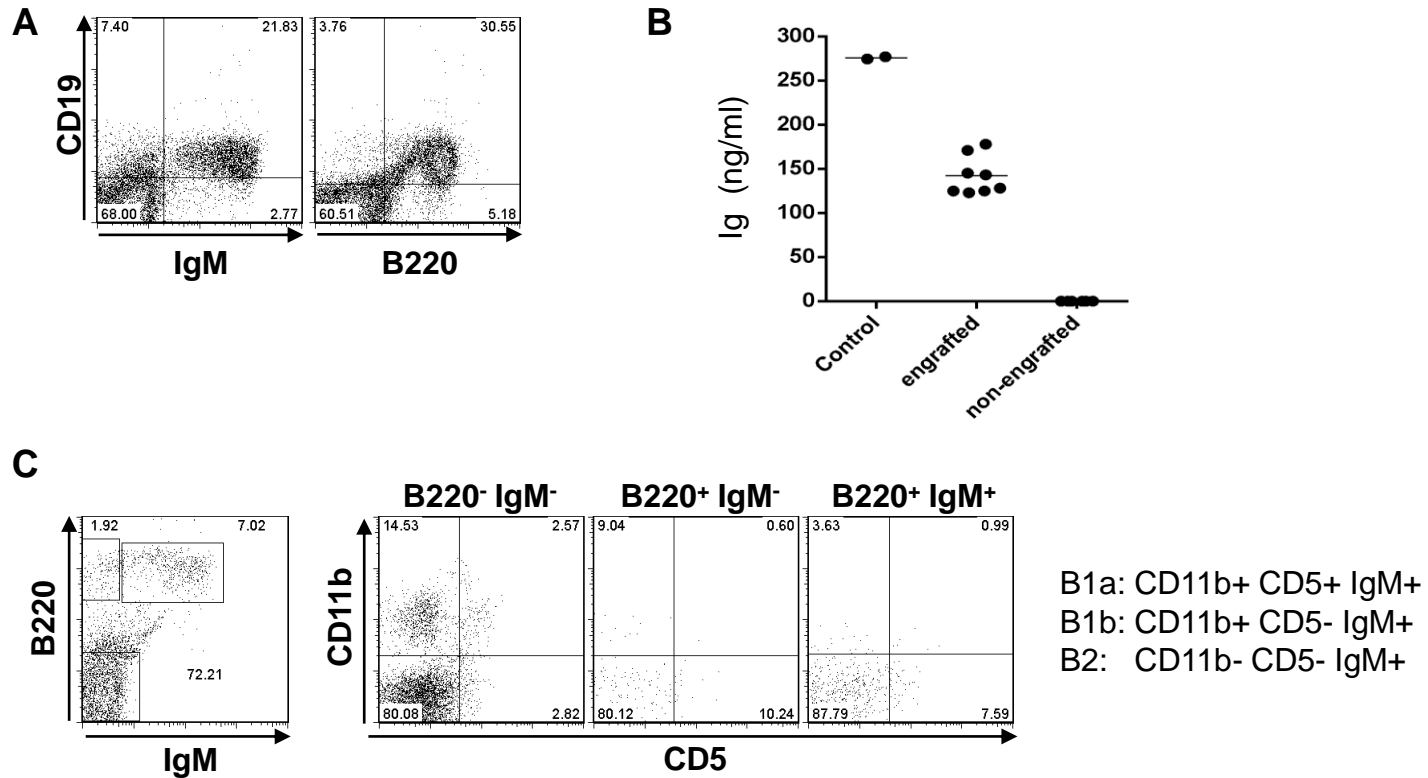 A
7.40 21.83
68.00 2.77
CD19
IgM
3.76 30.55
60.51 5.18
B220
B
Ig (ng/ml)
300
250
200
150
100
50
0
Control
engrafted
non-engrafted
C
1.92 7.02
72.21
B220
IgM
B220- IgM-
14.53 2.57
80.08 2.82
B220+ IgM-
9.04 0.60
80.12 10.24
B220+ IgM+
3.63 0.99
87.79 7.59
CD11b
CD5
B1a: CD11b+ CD5+ IgM+
B1b: CD11b+ CD5- IgM+
B2: CD11b- CD5- IgM+